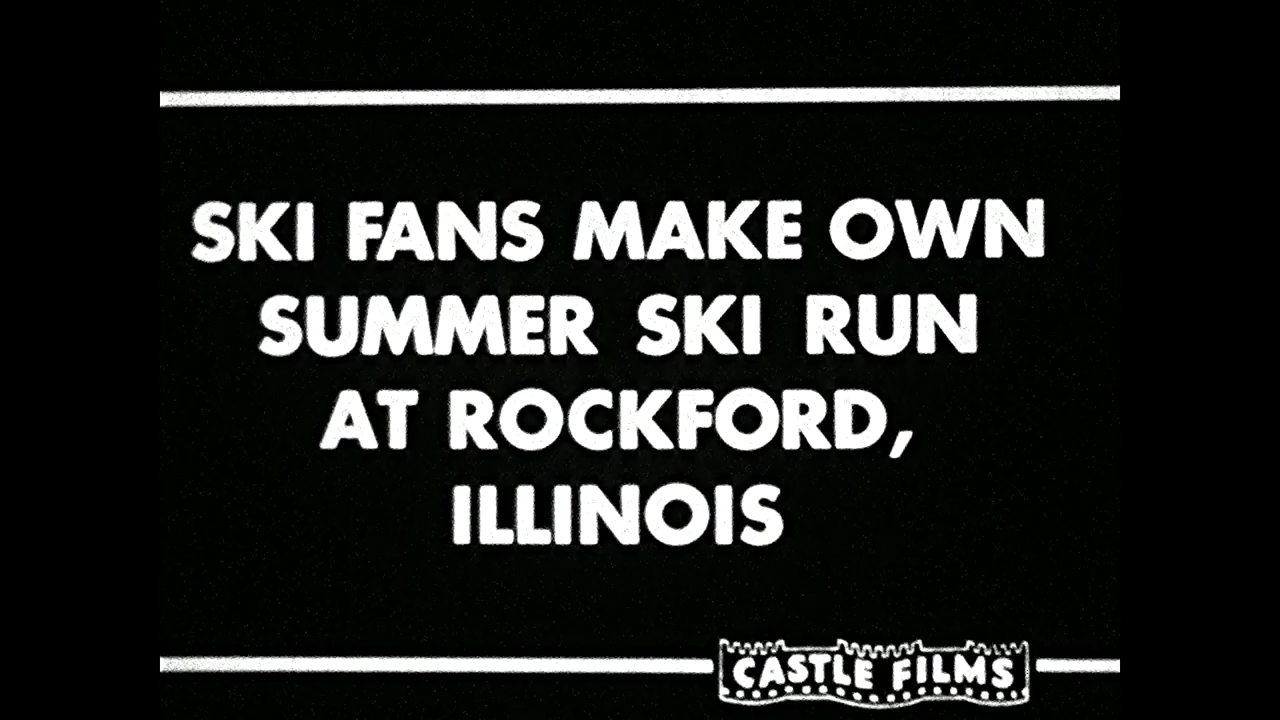 SKI FANS MAKE OWN
SUMMER SKI RUN
AT ROCKFORD,
ILLINOIS
CASTLE FILMS